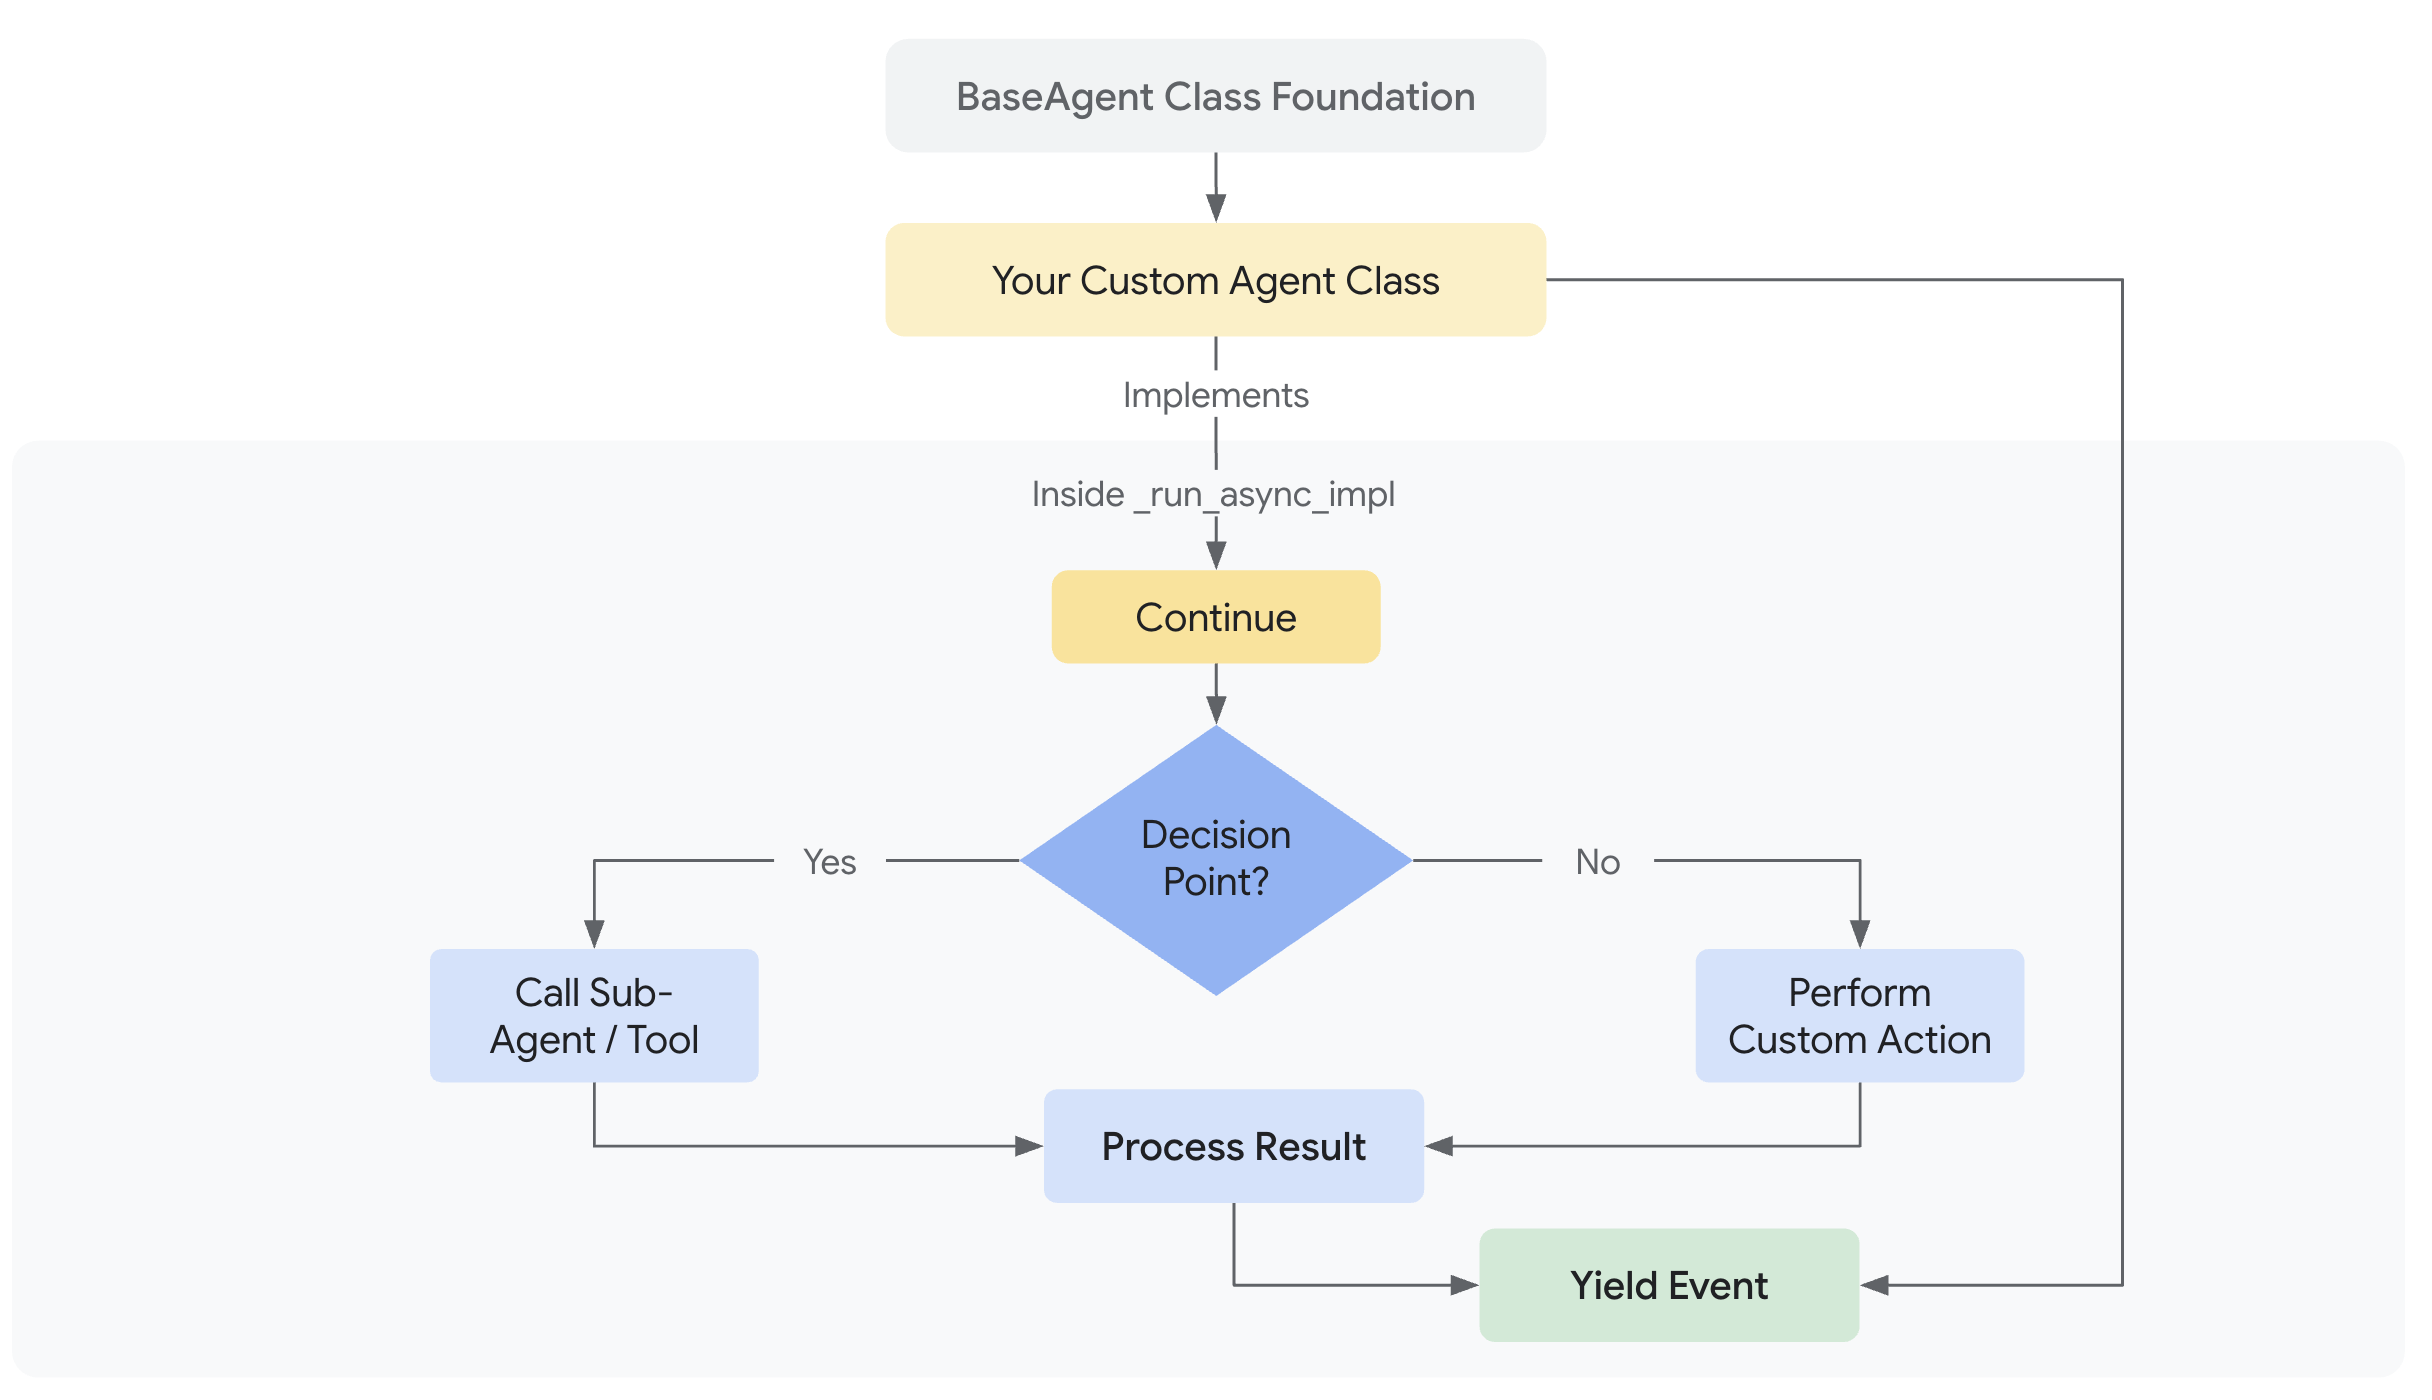 BaseAgent Class Foundation
Your Custom Agent Class
Implements
Inside _run_async_impl
Continue
Decision
Point?
Yes
No
Call Sub-
Agent / Tool
Perform
Custom Action
Process Result
Yield Event